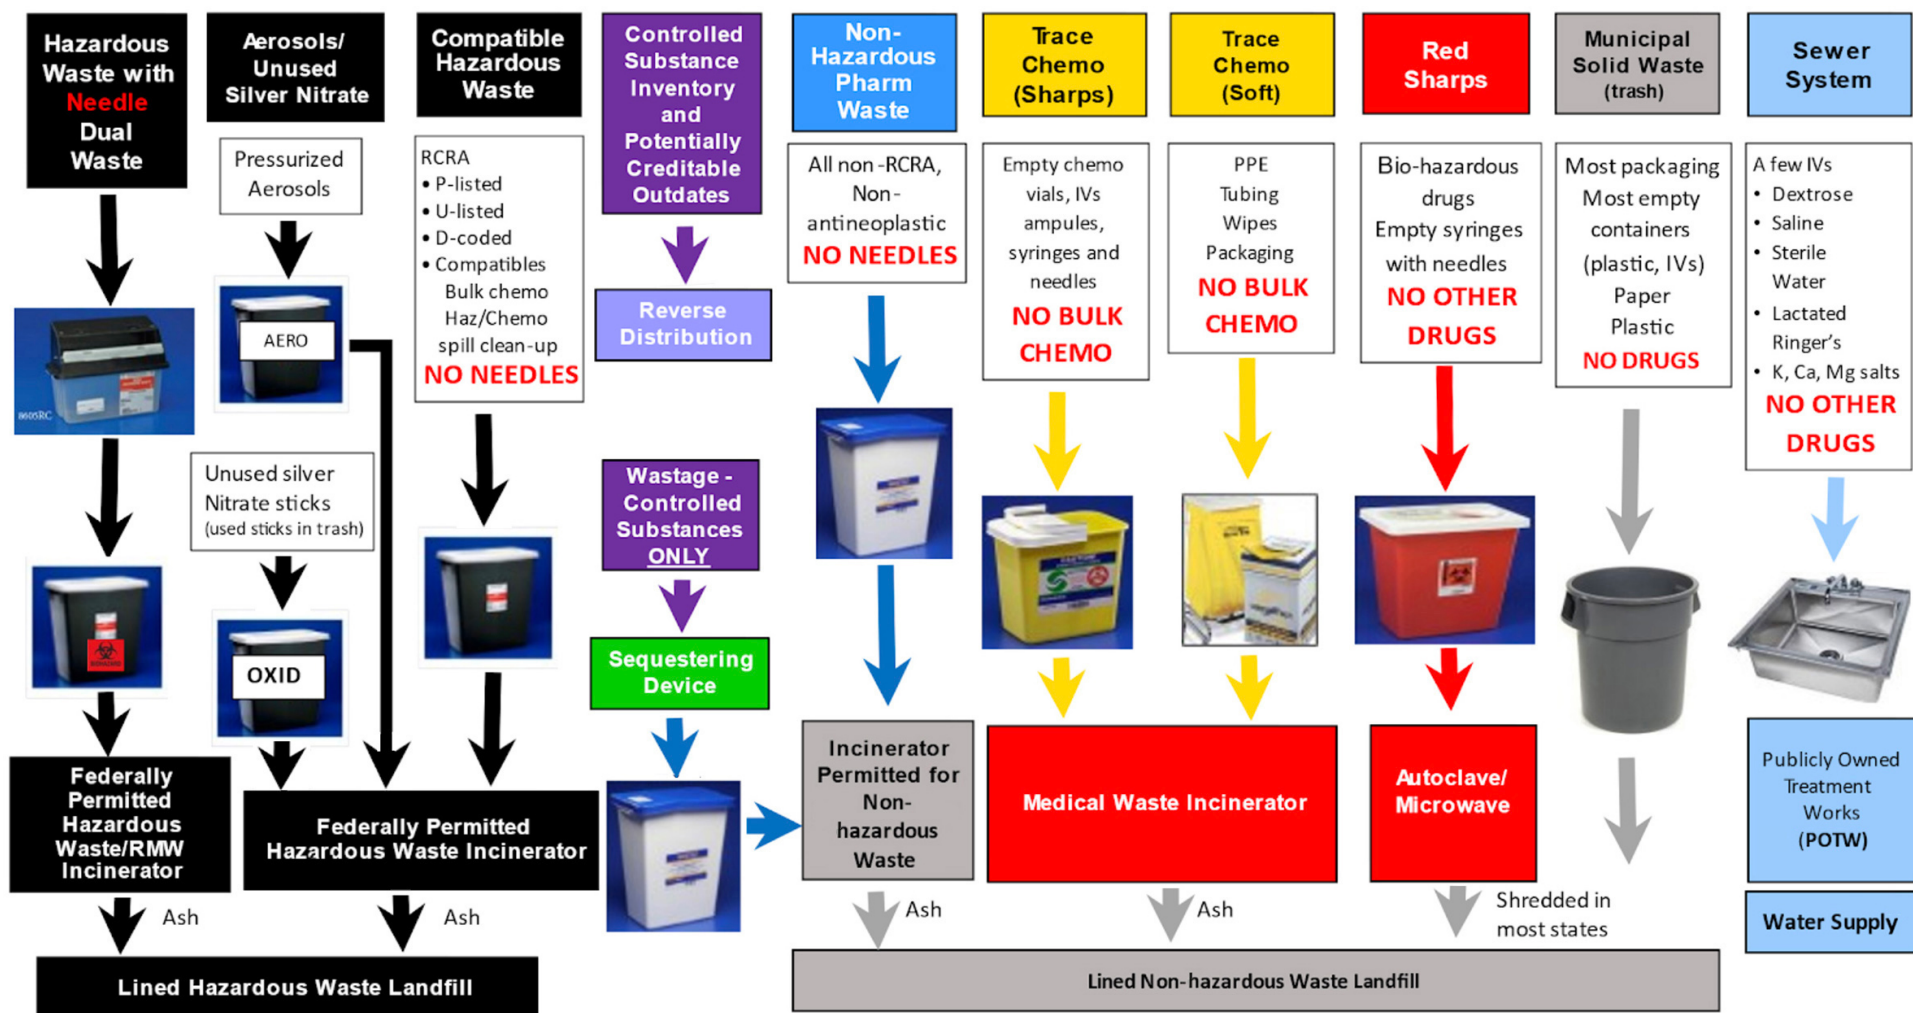 Hazardous
Waste with
Needle
Dual
Waste
8605RC
BIOHAZARD
Federally
Permitted
Hazardous
Waste/RMW
Incinerator
Ash
Aerosols/
Unused
Silver Nitrate
Pressurized
Aerosols
AERO
Unused silver
Nitrate sticks
(used sticks in trash)
OXID
Compatible
Hazardous
Waste
RCRA
• P-listed
• U-listed
• D-coded
• Compatibles
Bulk chemo
Haz/Chemo
spill clean-up
NO NEEDLES
Federally Permitted
Hazardous Waste Incinerator
Ash
Lined Hazardous Waste Landfill
Controlled
Substance
Inventory
and
Potentially
Creditable
Outdates
Reverse
Distribution
Wastage -
Controlled
Substances
ONLY
Sequestering
Device
Non-
Hazardous
Pharm
Waste
All non -RCRA,
Non-
antineoplastic
NO NEEDLES
Incinerator
Permitted for
Non-
hazardous
Waste
Ash
Trace
Chemo
(Sharps)
Empty chemo
vials, IVs
ampules,
syringes and
needles
NO BULK
CHEMO
Trace
Chemo
(Soft)
PPE
Tubing
Wipes
Packaging
NO BULK
CHEMO
Medical Waste Incinerator
Ash
Red
Sharps
Bio-hazardous
drugs
Empty syringes
with needles
NO OTHER
DRUGS
Autoclave/
Microwave
Shredded in
most states
Municipal
Solid Waste
(trash)
Most packaging
Most empty
containers
(plastic, IVs)
Paper
Plastic
NO DRUGS
Lined Non-hazardous Waste Landfill
Sewer
System
A few IVs
• Dextrose
• Saline
• Sterile
Water
• Lactated
Ringer's
• K, Ca, Mg salts
NO OTHER
DRUGS
Publicly Owned
Treatment
Works
(POTW)
Water Supply